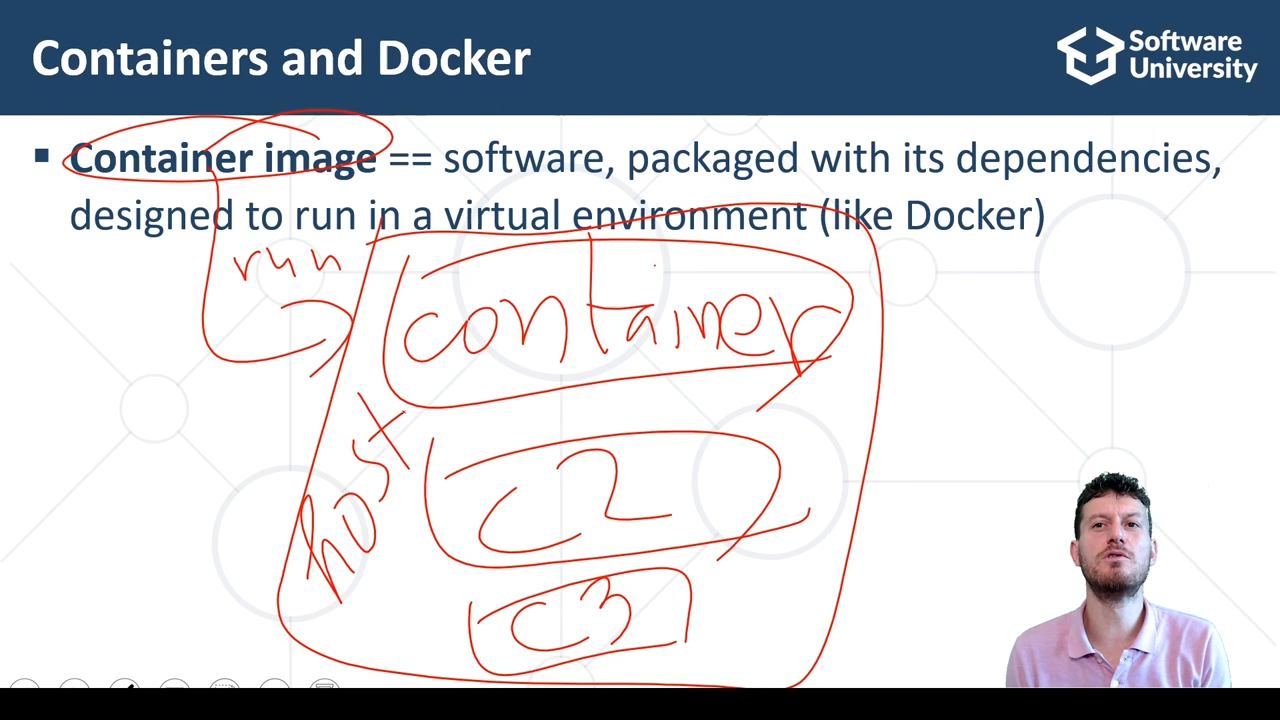 Containers and Docker
Software
University
▪ Container image == software, packaged with its dependencies,
designed to run in a virtual environment (like Docker)
run
container
host
C2
C3